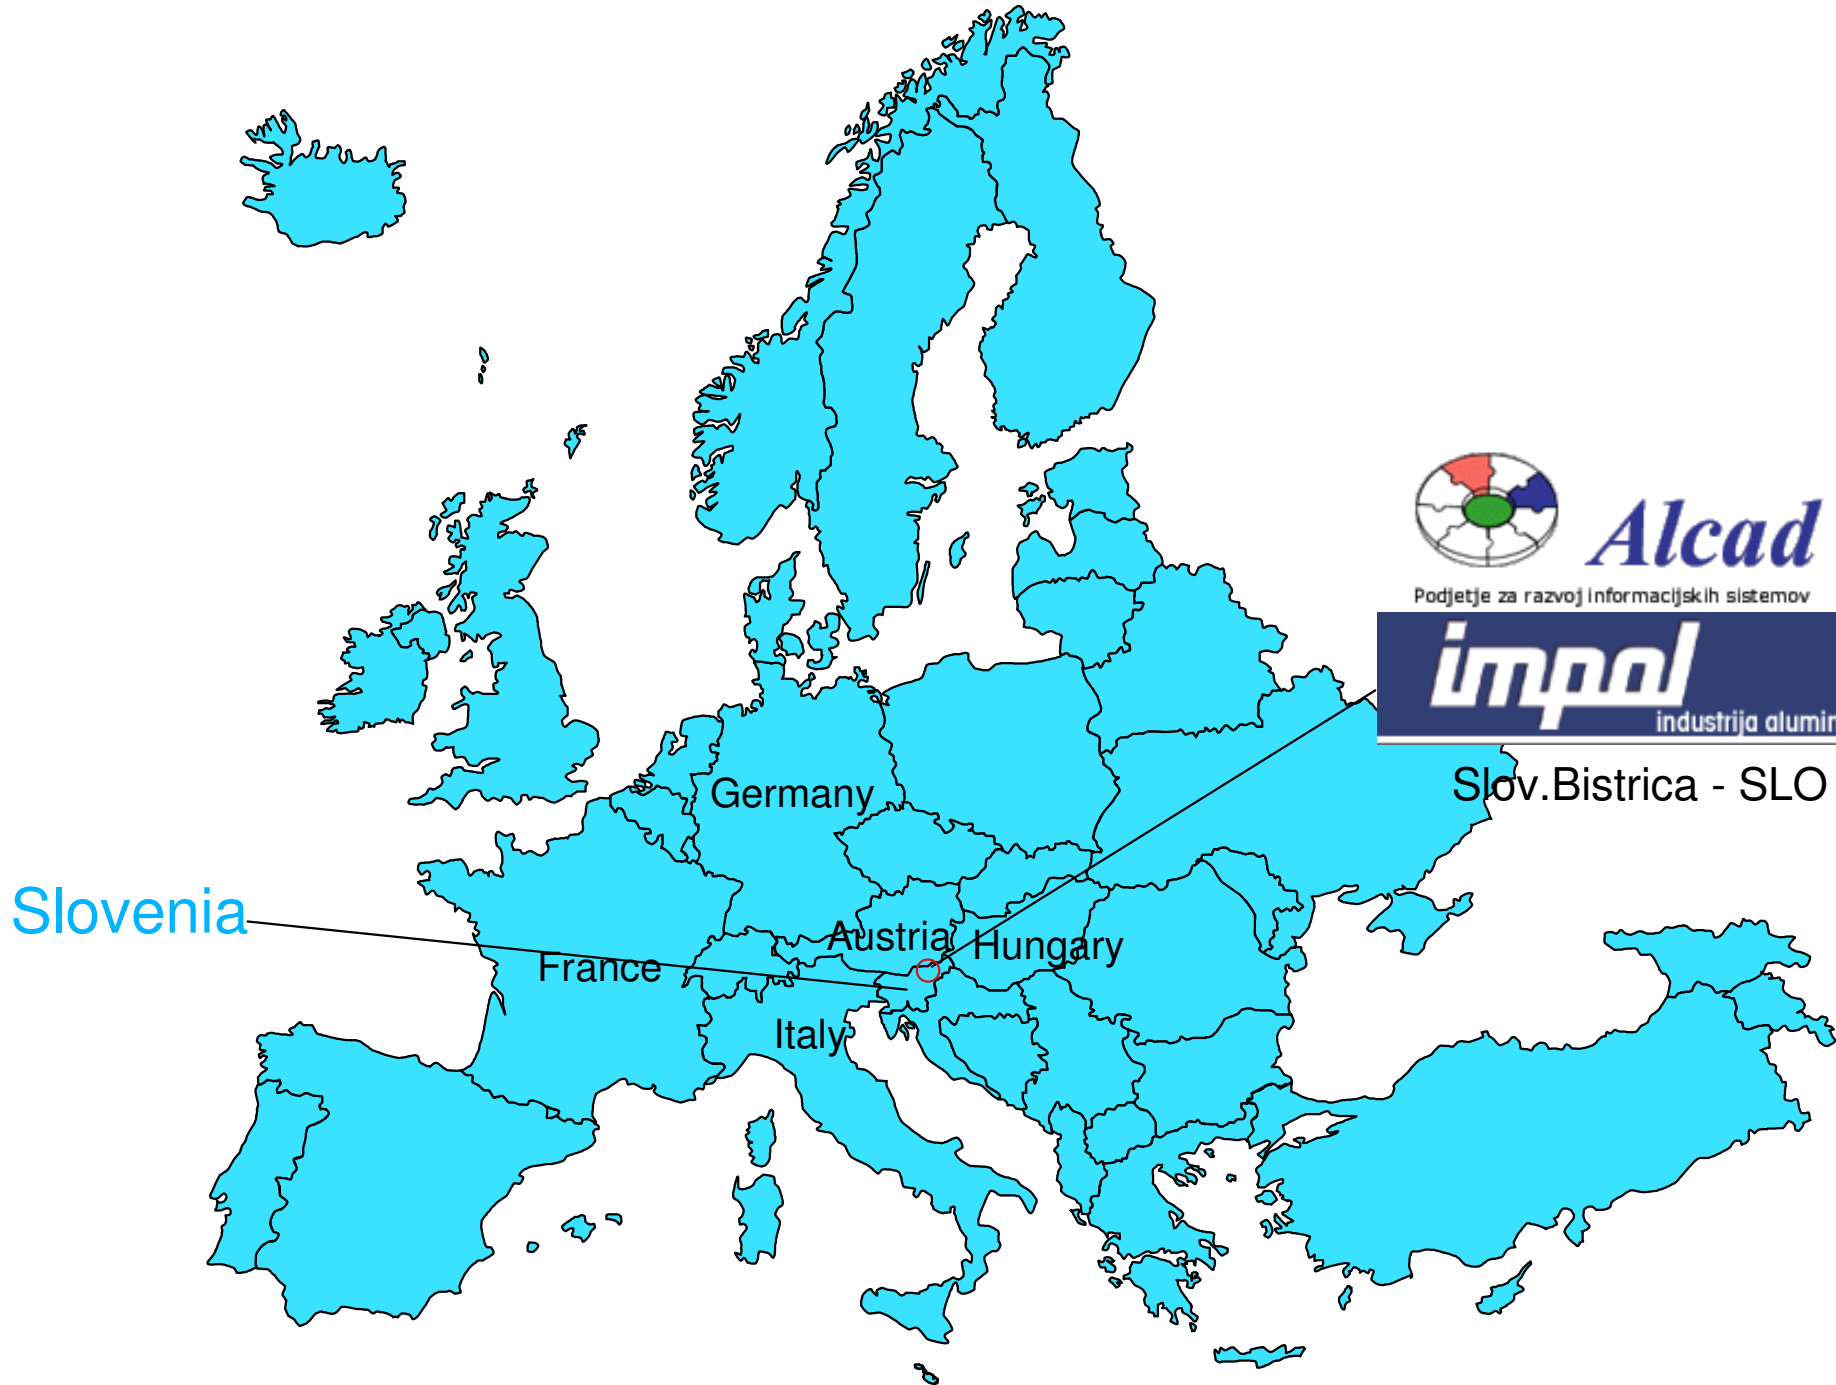 Alcad
Podjetje za razvoj informacijskih sistemov
impol
industrija alumin
Slov.Bistrica - SLO
Germany
Slovenia
Austria
Hungary
France
Italy